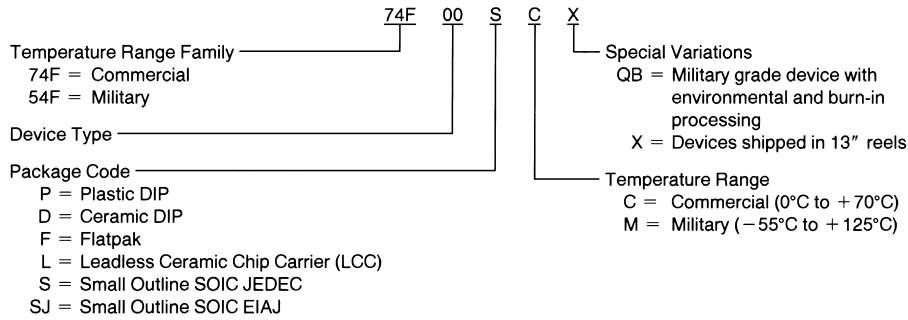 74F 00 S C X
Temperature Range Family
74F = Commercial
54F = Military
Device Type
Package Code
P = Plastic DIP
D = Ceramic DIP
F = Flatpak
L = Leadless Ceramic Chip Carrier (LCC)
S = Small Outline SOIC JEDEC
SJ = Small Outline SOIC EIAJ
Special Variations
QB = Military grade device with
environmental and burn-in
processing
X = Devices shipped in 13″ reels
Temperature Range
C = Commercial (0°C to +70°C)
M = Military (−55°C to +125°C)